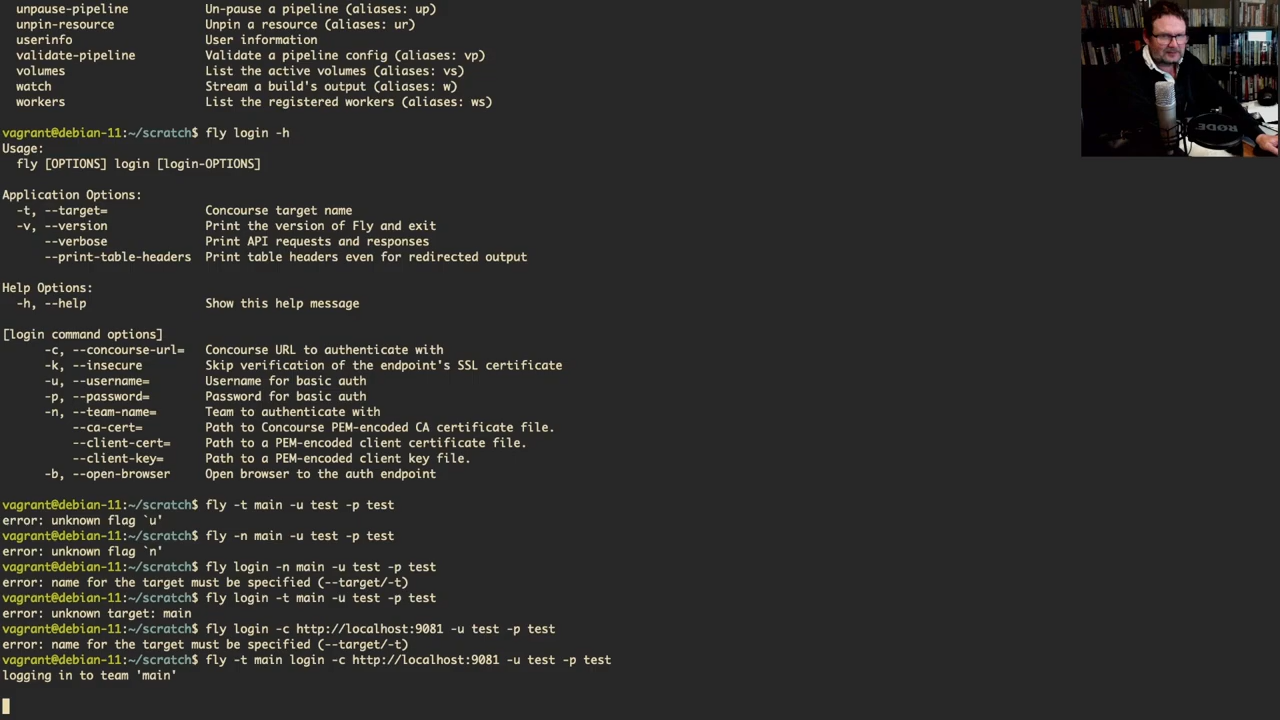 unpause-pipeline Un-pause a pipeline (aliases: up)
unpin-resource Unpin a resource (aliases: ur)
userinfo User information
validate-pipeline Validate a pipeline config (aliases: vp)
volumes List the active volumes (aliases: vs)
watch Stream a build's output (aliases: w)
workers List the registered workers (aliases: ws)
vagrant@debian-11:~/scratch$ fly login -h
Usage:
fly [OPTIONS] login [login-OPTIONS]
Application Options:
-t, --target= Concourse target name
-v, --version Print the version of Fly and exit
--verbose Print API requests and responses
--print-table-headers Print table headers even for redirected output
Help Options:
-h, --help Show this help message
[login command options]
-c, --concourse-url= Concourse URL to authenticate with
-k, --insecure Skip verification of the endpoint's SSL certificate
-u, --username= Username for basic auth
-p, --password= Password for basic auth
-n, --team-name= Team to authenticate with
--ca-cert= Path to Concourse PEM-encoded CA certificate file.
--client-cert= Path to a PEM-encoded client certificate file.
--client-key= Path to a PEM-encoded client key file.
-b, --open-browser Open browser to the auth endpoint
vagrant@debian-11:~/scratch$ fly -t main -u test -p test
error: unknown flag `u'
vagrant@debian-11:~/scratch$ fly -n main -u test -p test
error: unknown flag `n'
vagrant@debian-11:~/scratch$ fly login -n main -u test -p test
error: name for the target must be specified (--target/-t)
vagrant@debian-11:~/scratch$ fly login -t main -u test -p test
error: unknown target: main
vagrant@debian-11:~/scratch$ fly login -c http://localhost:9081 -u test -p test
error: name for the target must be specified (--target/-t)
vagrant@debian-11:~/scratch$ fly -t main login -c http://localhost:9081 -u test -p test
logging in to team 'main'
RODE